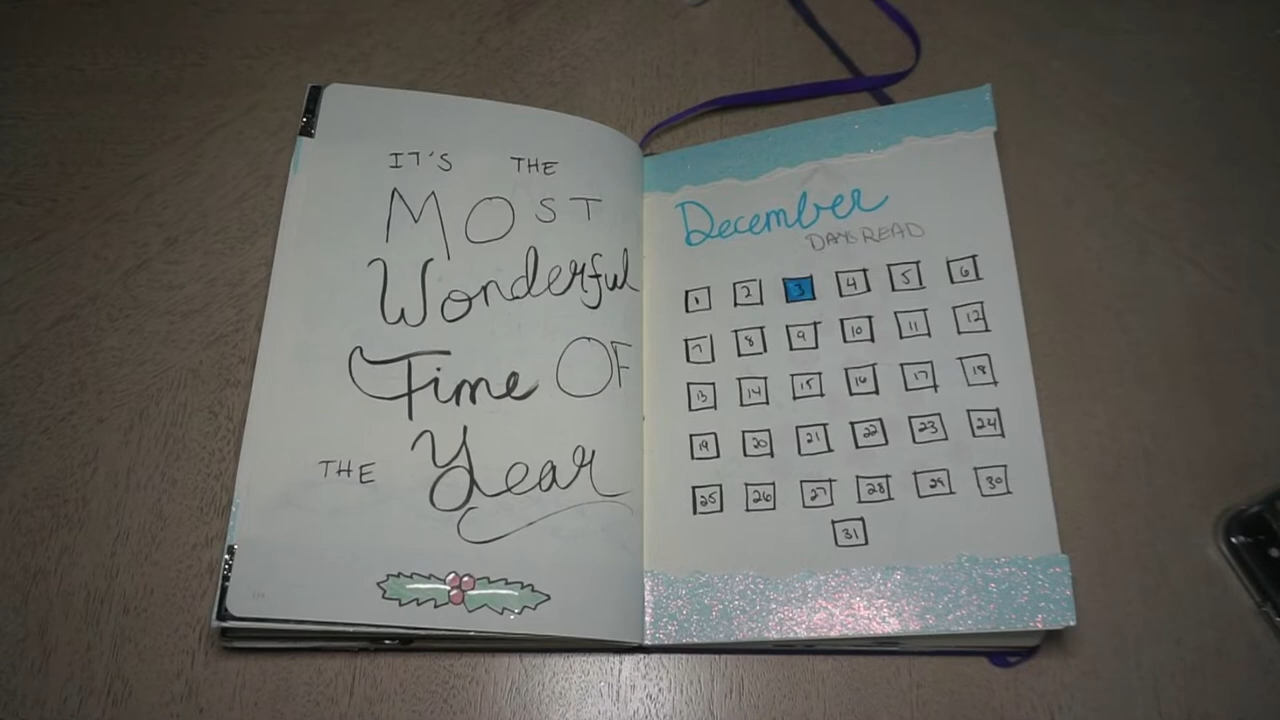 IT'S THE
MOST
Wonderful
Time OF
THE Year
December
DAYS READ
1 2 3 4 5 6
7 8 9 10 11 12
13 14 15 16 17 18
19 20 21 22 23 24
25 26 27 28 29 30
31